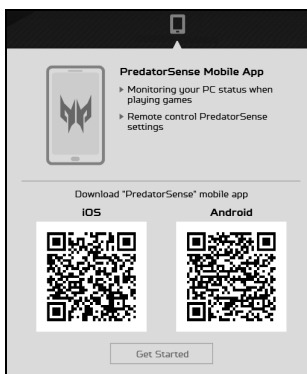 PredatorSense Mobile App
▶ Monitoring your PC status when
playing games
▶ Remote control PredatorSense
settings
Download "PredatorSense" mobile app
iOS
Android
Get Started